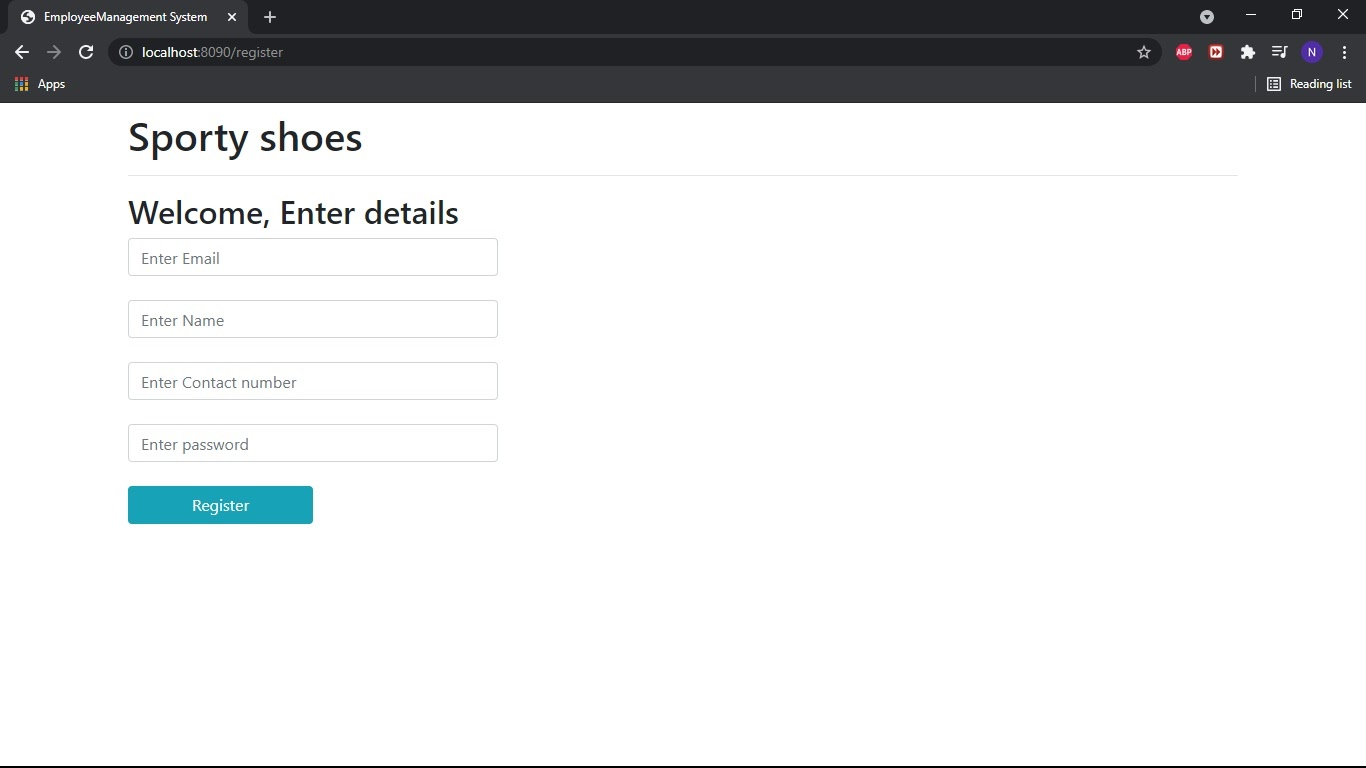 EmployeeManagement System
localhost:8090/register
ABP
N
Apps
Reading list
Sporty shoes
Welcome, Enter details
Enter Email
Enter Name
Enter Contact number
Enter password
Register